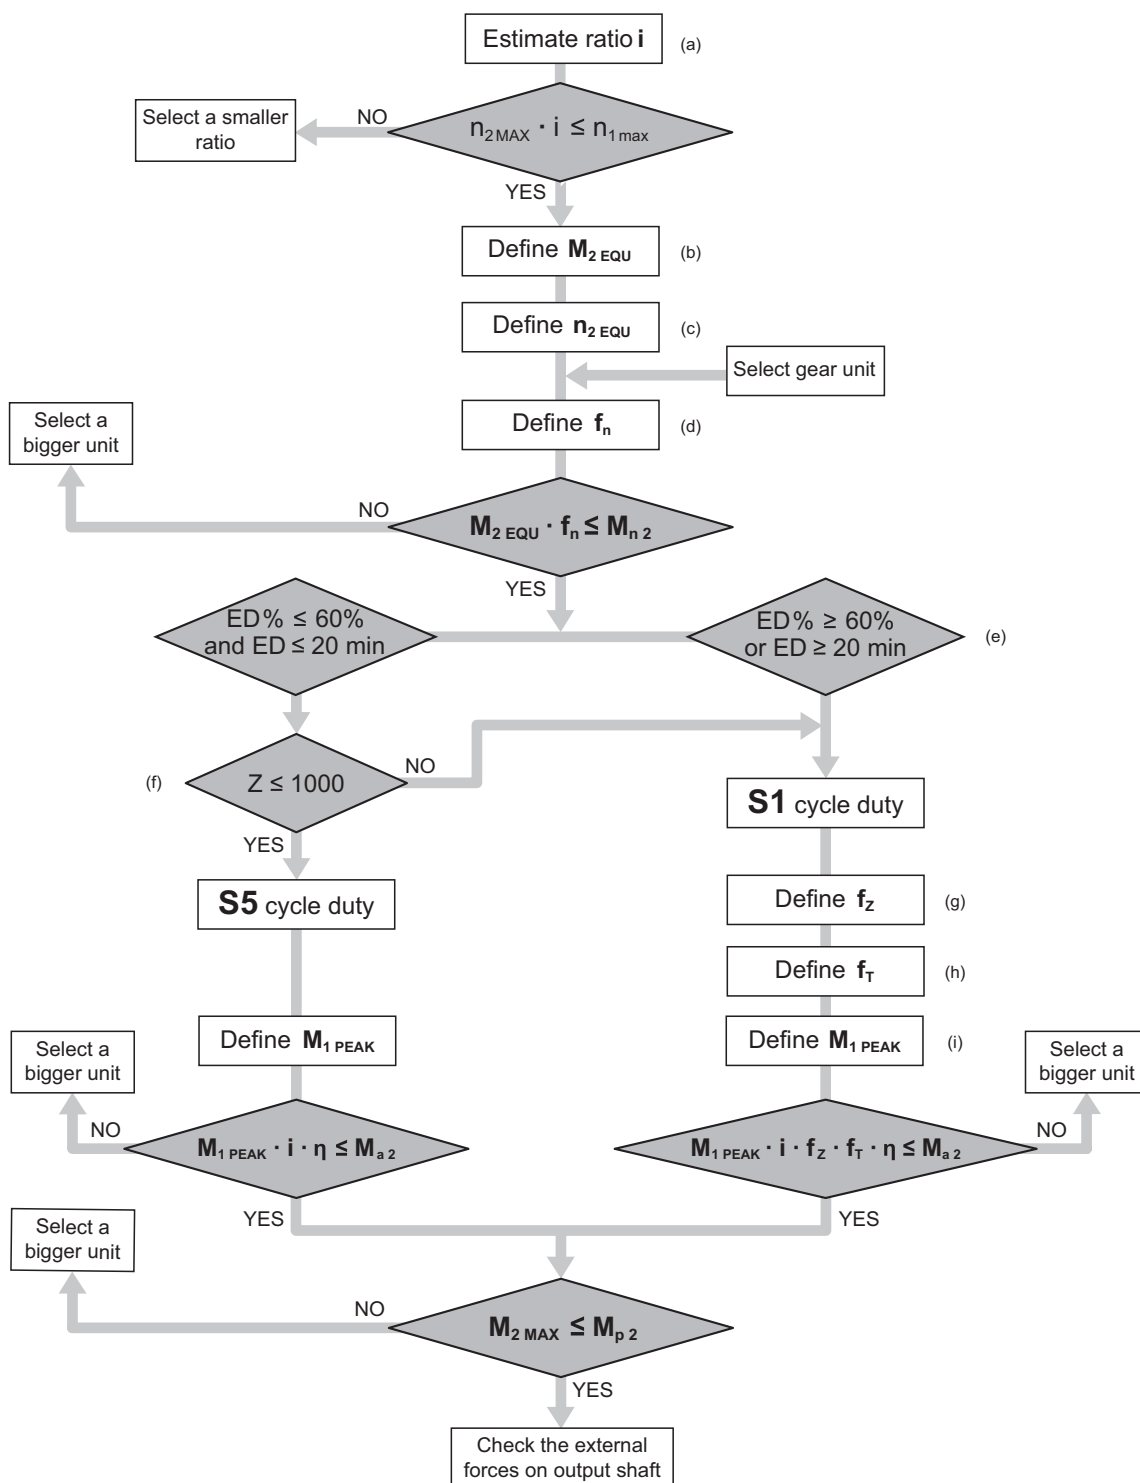 Estimate ratio i
(a)
NO
Select a smaller
ratio
n2 MAX · i ≤ n1 max
YES
Define M2 EQU
(b)
Define n2 EQU
(c)
Select gear unit
Define fn
(d)
Select a
bigger unit
NO
M2 EQU · fn ≤ Mn 2
YES
ED% ≤ 60%
and ED ≤ 20 min
ED% ≥ 60%
or ED ≥ 20 min
(e)
(f)
Z ≤ 1000
NO
YES
S1 cycle duty
S5 cycle duty
Define fZ
(g)
Define fT
(h)
Define M1 PEAK
Define M1 PEAK
(i)
Select a
bigger unit
Select a
bigger unit
NO
M1 PEAK · i · η ≤ Ma 2
M1 PEAK · i · fZ · fT · η ≤ Ma 2
NO
YES
YES
Select a
bigger unit
NO
M2 MAX ≤ Mp 2
YES
Check the external
forces on output shaft